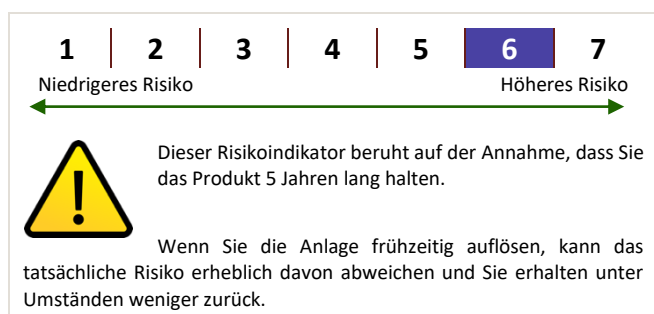 1 2 3 4 5 6 7
Niedrigeres Risiko Höheres Risiko
Dieser Risikoindikator beruht auf der Annahme, dass Sie
das Produkt 5 Jahren lang halten.
Wenn Sie die Anlage frühzeitig auflösen, kann das
tatsächliche Risiko erheblich davon abweichen und Sie erhalten unter
Umständen weniger zurück.